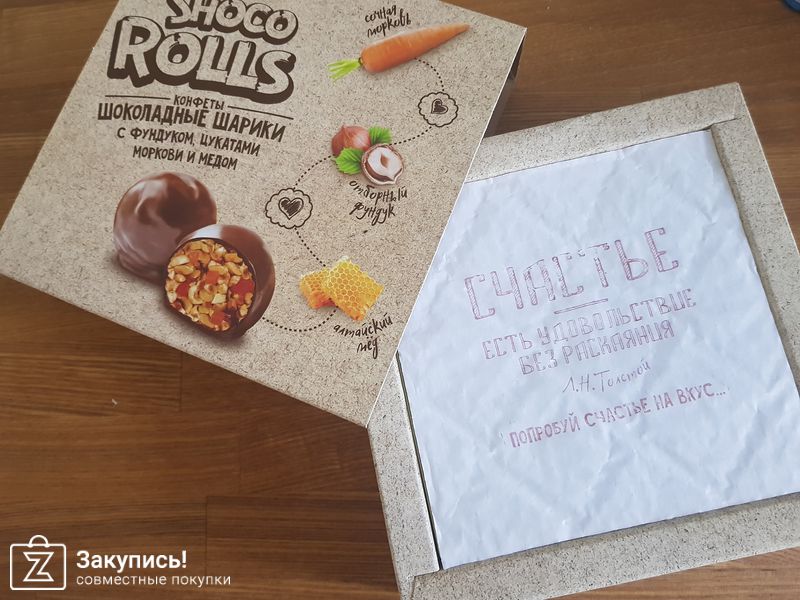 SHOCO
ROLLS
КОНФЕТЫ
ШОКОЛАДНЫЕ ШАРИКИ
С ФУНДУКОМ, ЦУКАТАМИ
МОРКОВИ И МЕДОМ
сочная
морковь
отборный
фундук
алтайский
мёд
СЧАСТЬЕ
ЕСТЬ УДОВОЛЬСТВИЕ
БЕЗ РАСКАЯНИЯ
Л.Н.Толстой
ПОПРОБУЙ СЧАСТЬЕ НА ВКУС...
Закупись!
совместные покупки